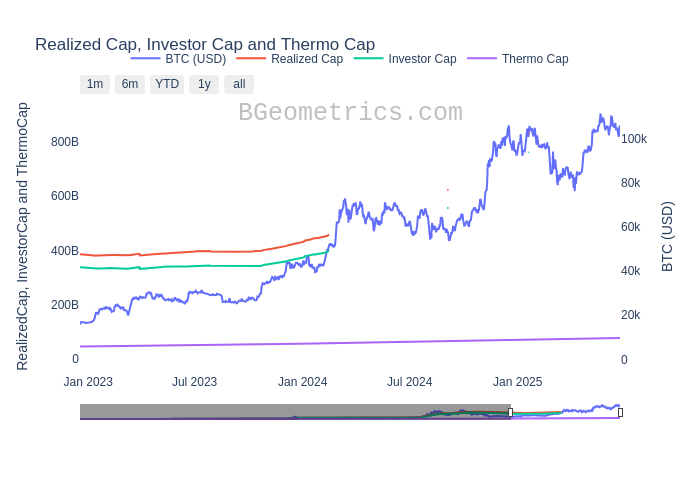 Realized Cap, Investor Cap and Thermo Cap
BTC (USD) Realized Cap Investor Cap Thermo Cap
1m 6m YTD 1y all
BGeometrics.com
RealizedCap, InvestorCap and ThermoCap
800B
600B
400B
200B
0
100k
80k
60k
40k
20k
0
BTC (USD)
Jan 2023 Jul 2023 Jan 2024 Jul 2024 Jan 2025